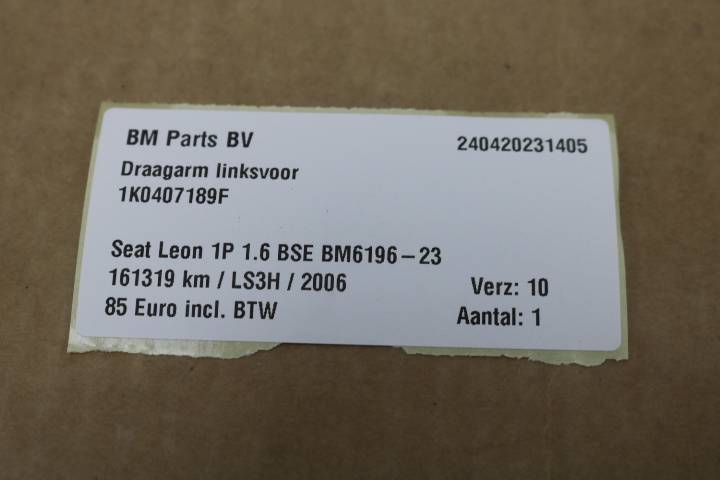 BM Parts BV 240420231405
Draagarm linksvoor
1K0407189F
Seat Leon 1P 1.6 BSE BM6196-23
161319 km / LS3H / 2006 Verz: 10
85 Euro incl. BTW Aantal: 1